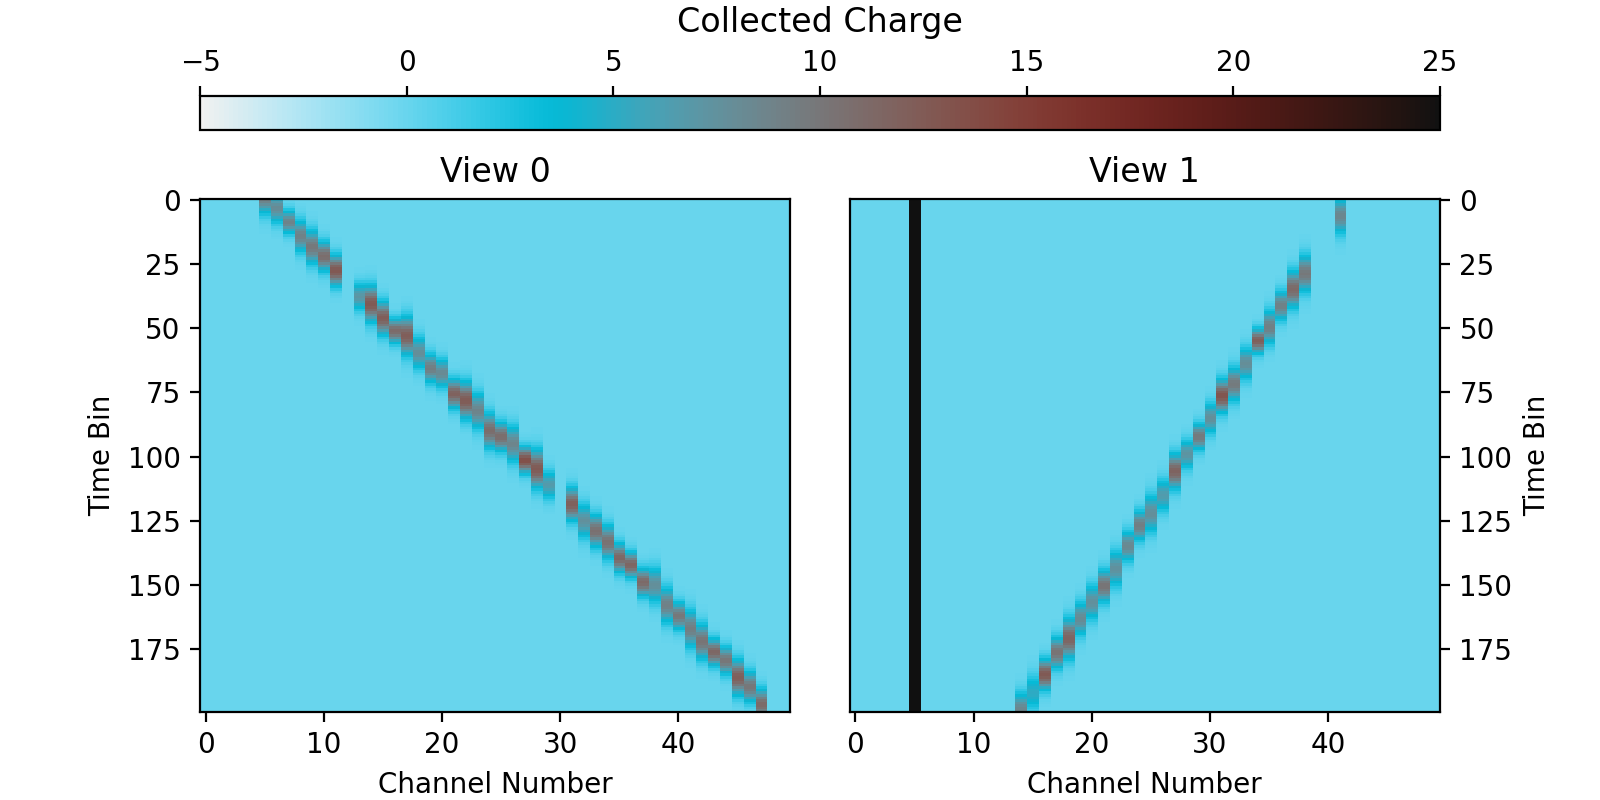 Collected Charge
−5 0 5 10 15 20 25
View 0 View 1
0 0
25 25
50 50
75 75
100 100
125 125
150 150
175 175
Time Bin Time Bin
0 10 20 30 40 0 10 20 30 40
Channel Number Channel Number